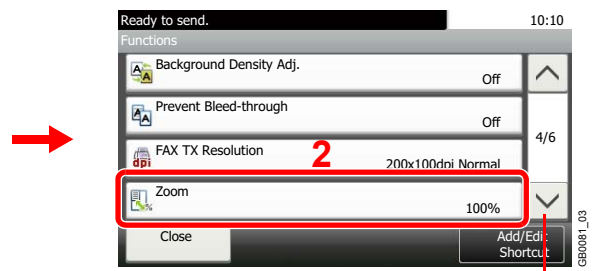 Ready to send. 10:10
Functions
Background Density Adj.
Off
Prevent Bleed-through
Off
4/6
FAX TX Resolution
2
200x100dpi Normal
Zoom
100%
Close
Add/Edit
Shortcut
GB0081_03